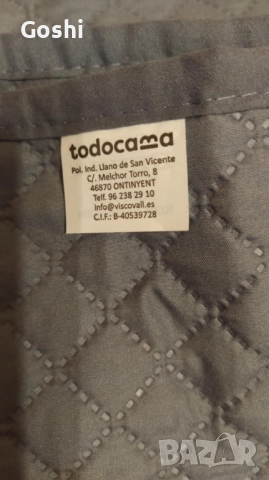 Goshi
todocama
Pol. Ind. Llano de San Vicente
C/. Melchor Torro, 8
46870 ONTINYENT
Telf. 96 238 29 10
info@viscovall.es
C.I.F.: B-40539728
BAZAR